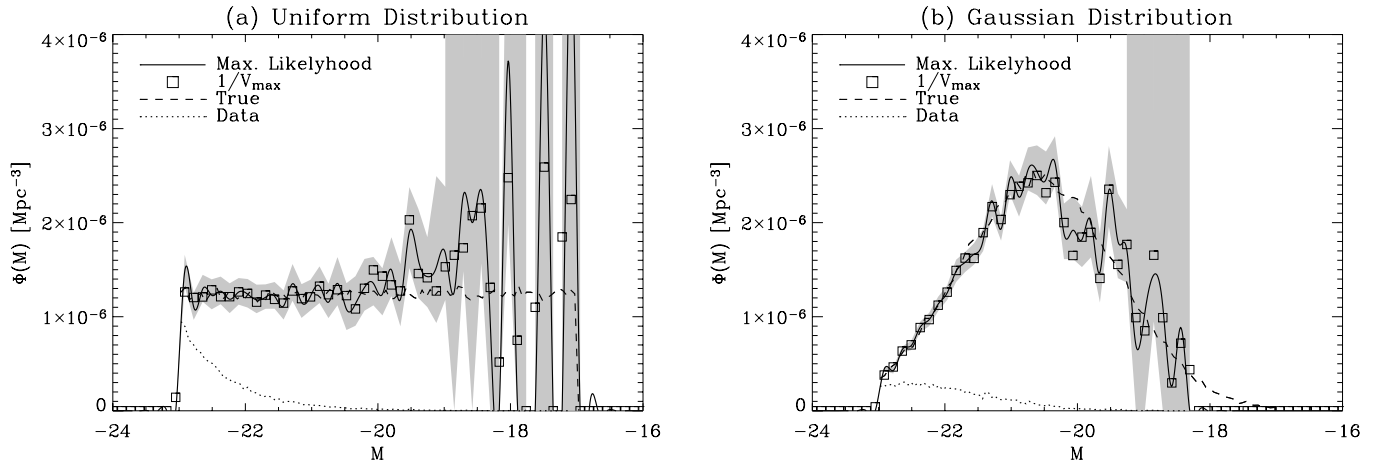 (a) Uniform Distribution
4×10⁻⁶
3×10⁻⁶
2×10⁻⁶
1×10⁻⁶
0
Φ(M) [Mpc⁻³]
Max. Likelyhood
1/Vmax
True
Data
-24 -22 -20 -18 -16
M
(b) Gaussian Distribution
4×10⁻⁶
3×10⁻⁶
2×10⁻⁶
1×10⁻⁶
0
Φ(M) [Mpc⁻³]
Max. Likelyhood
1/Vmax
True
Data
-24 -22 -20 -18 -16
M